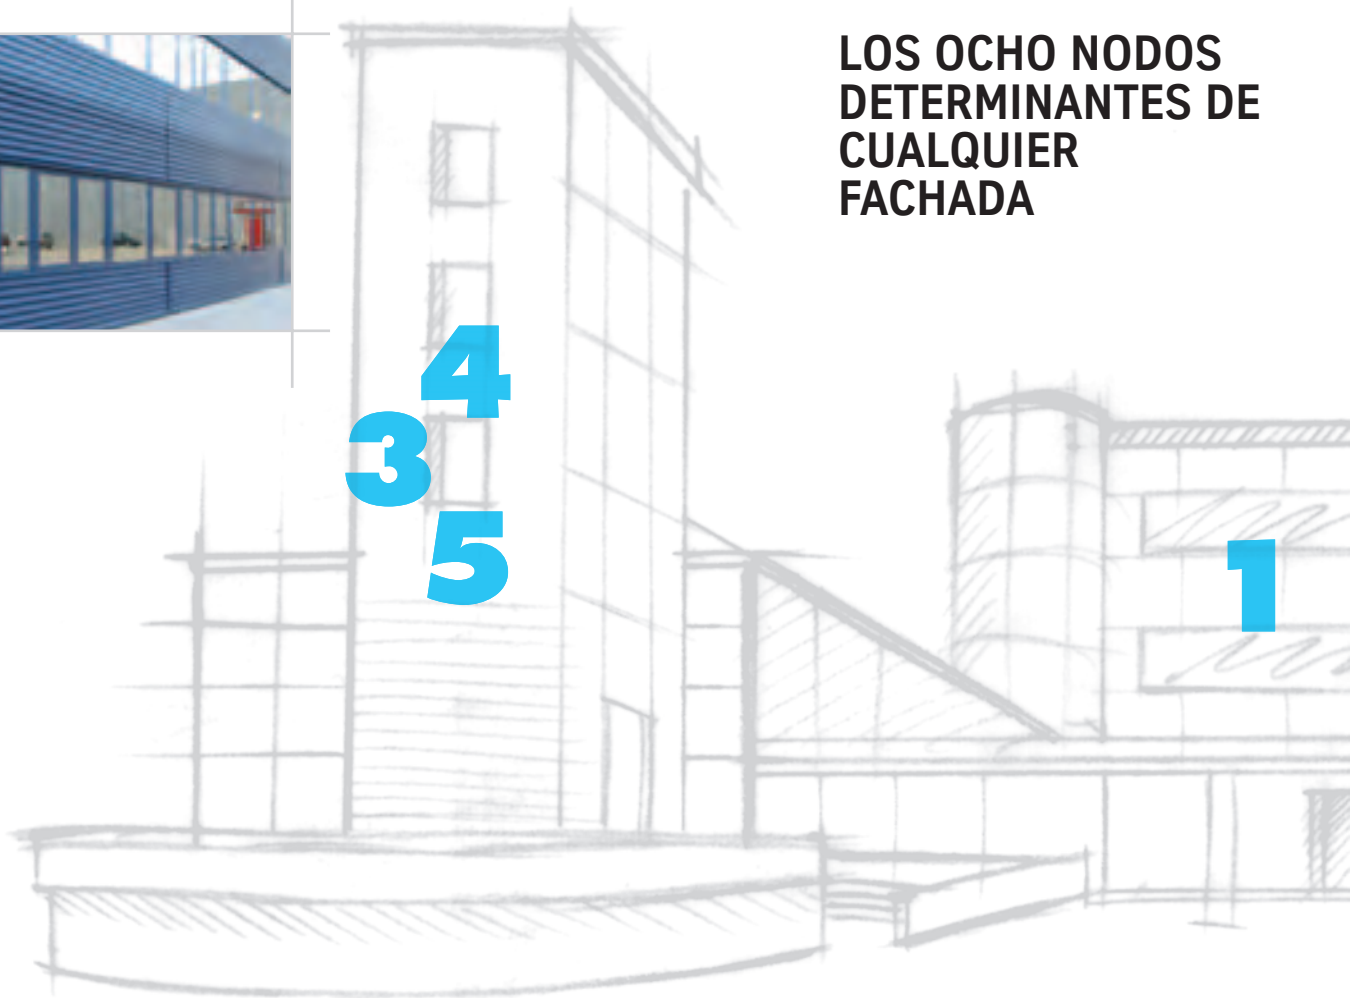 LOS OCHO NODOS
DETERMINANTES DE
CUALQUIER
FACHADA
4
3
5
1